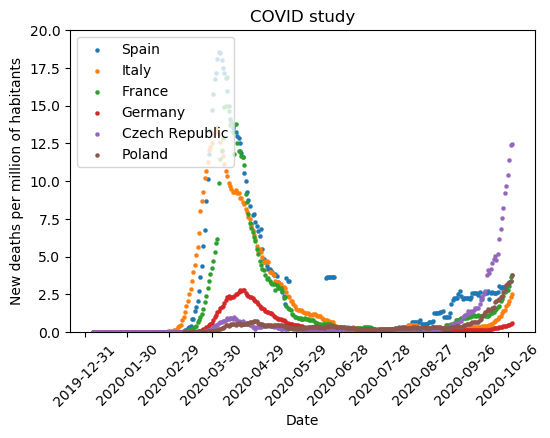 COVID study
20.0
17.5
15.0
12.5
10.0
7.5
5.0
2.5
0.0
New deaths per million of habitants
Spain
Italy
France
Germany
Czech Republic
Poland
2019-12-31
2020-01-30
2020-02-29
2020-03-30
2020-04-29
2020-05-29
2020-06-28
2020-07-28
2020-08-27
2020-09-26
2020-10-26
Date